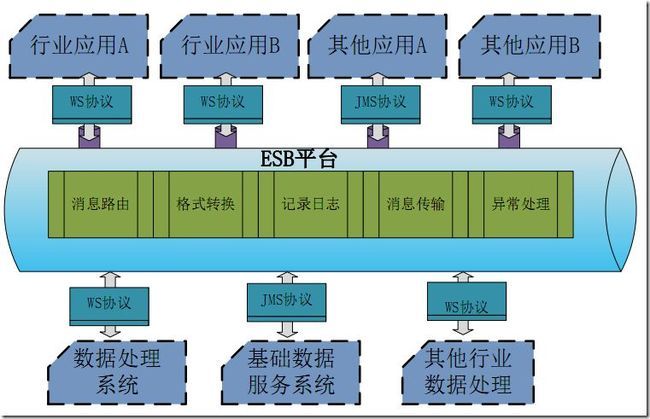 行业应用A
行业应用B
其他应用A
其他应用B
WS协议
WS协议
JMS协议
WS协议
ESB平台
消息路由
格式转换
记录日志
消息传输
异常处理
WS协议
JMS协议
WS协议
数据处理
系统
基础数据
服务系统
其他行业
数据处理